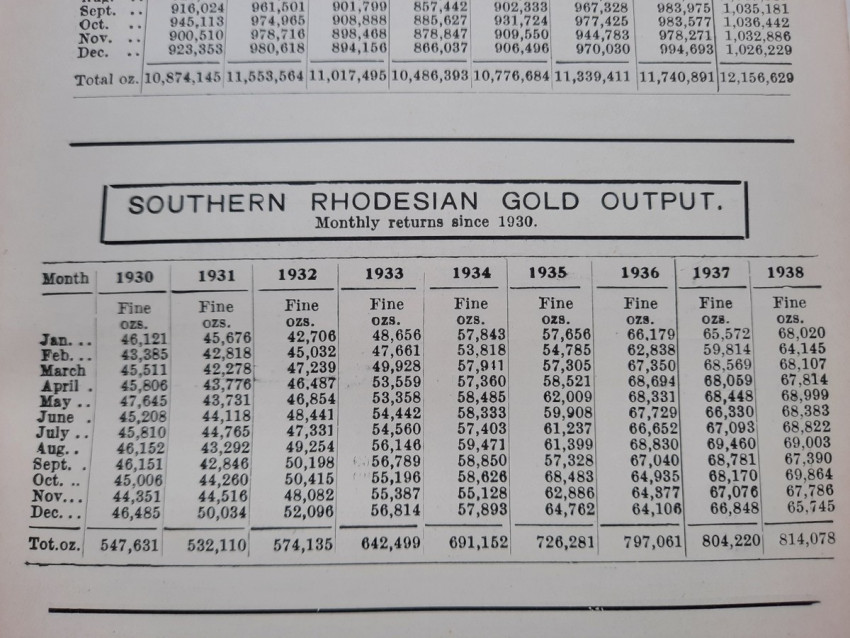 Sept. .. 916,024 961,501 901,799 857,442 902,333 967,328 983,975 1,035,181
Oct. .. 945,113 974,965 908,888 885,627 931,724 977,425 983,577 1,036,442
Nov. .. 900,510 978,716 898,468 878,847 909,550 944,783 978,271 1,032,886
Dec. .. 923,353 980,618 894,156 866,037 906,496 970,030 994,693 1,026,229
Total oz. 10,874,145 11,553,564 11,017,495 10,486,393 10,776,684 11,339,411 11,740,891 12,156,629
SOUTHERN RHODESIAN GOLD OUTPUT.
Monthly returns since 1930.
Month 1930 1931 1932 1933 1934 1935 1936 1937 1938
Fine Fine Fine Fine Fine Fine Fine Fine Fine
ozs. ozs. ozs. ozs. ozs. ozs. ozs. ozs. ozs.
Jan. .. 46,121 45,676 42,706 48,656 57,843 57,656 66,179 65,572 68,020
Feb. .. 43,385 42,818 45,032 47,661 53,818 54,785 62,838 59,814 64,145
March 45,511 42,278 47,239 49,928 57,941 57,305 67,350 68,569 68,107
April . 45,806 43,776 46,487 53,559 57,360 58,521 68,694 68,059 67,814
May .. 47,645 43,731 46,854 53,358 58,485 62,009 68,331 68,448 68,999
June . 45,208 44,118 48,441 54,442 58,333 59,908 67,729 66,330 68,383
July .. 45,810 44,765 47,331 54,560 57,403 61,237 66,652 67,093 68,822
Aug. . 46,152 43,292 49,254 56,146 59,471 61,399 68,830 69,460 69,003
Sept. . 46,151 42,846 50,198 56,789 58,850 57,328 67,040 68,781 67,390
Oct. .. 45,006 44,260 50,415 55,196 58,626 68,483 64,935 68,170 69,864
Nov... 44,351 44,516 48,082 55,387 55,128 62,886 64,377 67,076 67,786
Dec. .. 46,485 50,034 52,096 56,814 57,893 64,762 64,106 66,848 65,745
Tot.oz. 547,631 532,110 574,135 642,499 691,152 726,281 797,061 804,220 814,078